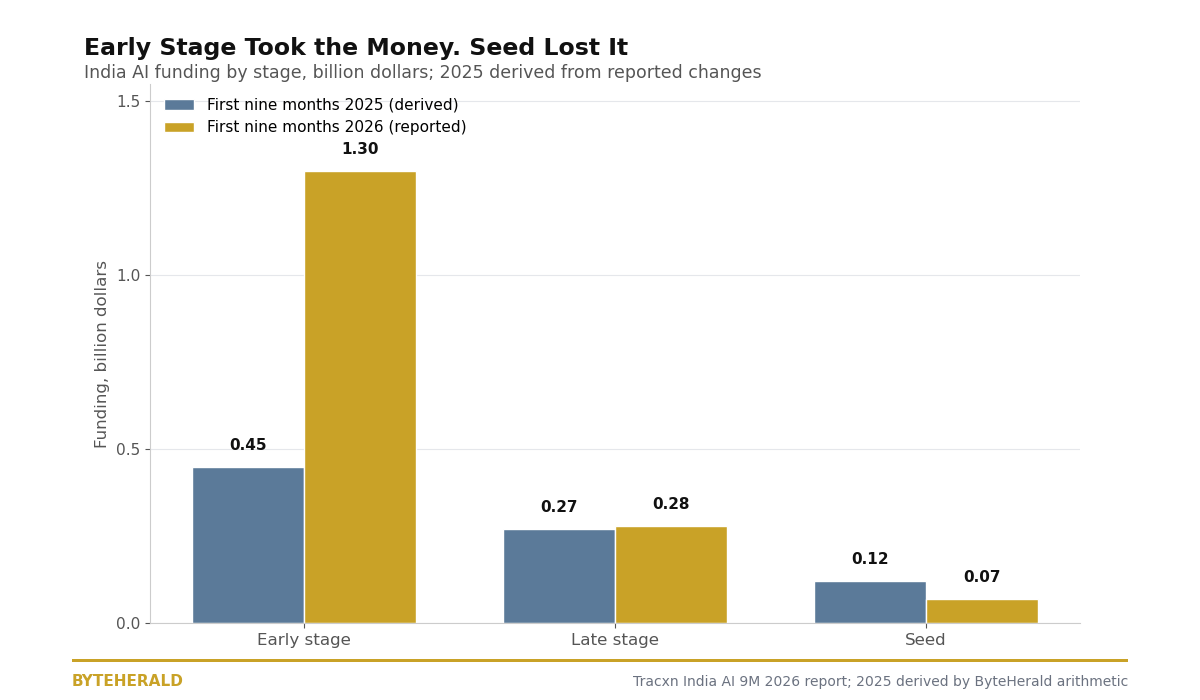 Early Stage Took the Money. Seed Lost It
India AI funding by stage, billion dollars; 2025 derived from reported changes
First nine months 2025 (derived)
First nine months 2026 (reported)
Funding, billion dollars
1.5
1.0
0.5
0.0
0.45
1.30
0.27
0.28
0.12
0.07
Early stage
Late stage
Seed
BYTEHERALD
Tracxn India AI 9M 2026 report; 2025 derived by ByteHerald arithmetic